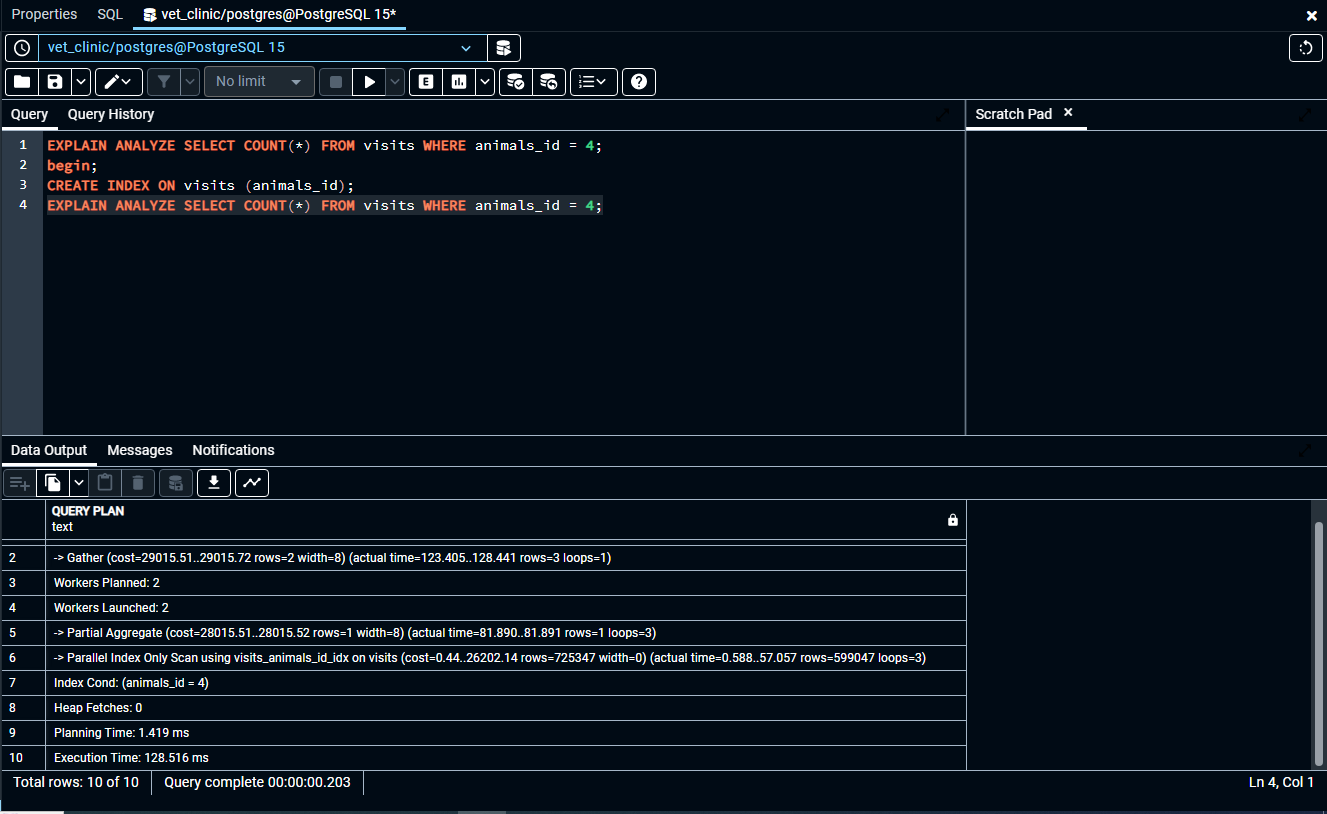 Properties SQL vet_clinic/postgres@PostgreSQL 15*
vet_clinic/postgres@PostgreSQL 15
No limit
E
Query Query History
Scratch Pad
1 EXPLAIN ANALYZE SELECT COUNT(*) FROM visits WHERE animals_id = 4;
2 begin;
3 CREATE INDEX ON visits (animals_id);
4 EXPLAIN ANALYZE SELECT COUNT(*) FROM visits WHERE animals_id = 4;
Data Output Messages Notifications
QUERY PLAN
text
2 -> Gather (cost=29015.51..29015.72 rows=2 width=8) (actual time=123.405..128.441 rows=3 loops=1)
3 Workers Planned: 2
4 Workers Launched: 2
5 -> Partial Aggregate (cost=28015.51..28015.52 rows=1 width=8) (actual time=81.890..81.891 rows=1 loops=3)
6 -> Parallel Index Only Scan using visits_animals_id_idx on visits (cost=0.44..26202.14 rows=725347 width=0) (actual time=0.588..57.057 rows=599047 loops=3)
7 Index Cond: (animals_id = 4)
8 Heap Fetches: 0
9 Planning Time: 1.419 ms
10 Execution Time: 128.516 ms
Total rows: 10 of 10 Query complete 00:00:00.203 Ln 4, Col 1